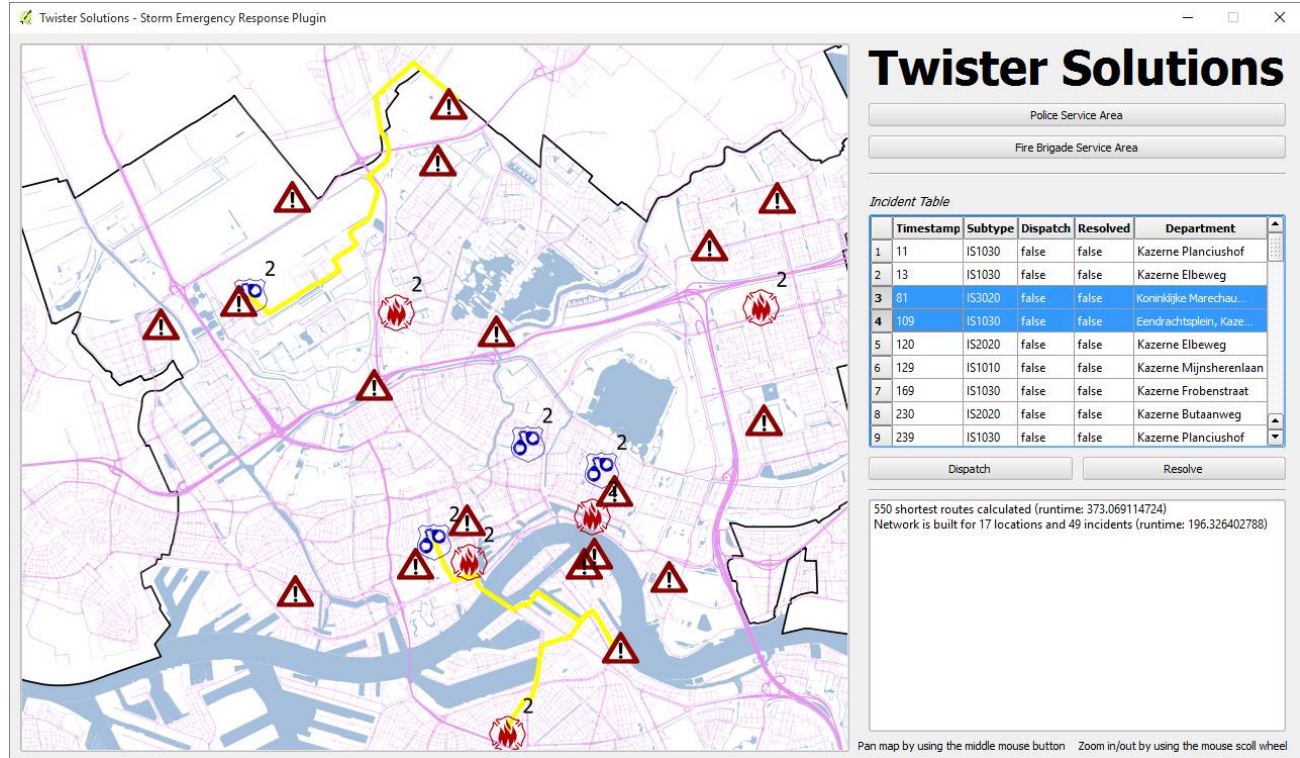 Twister Solutions - Storm Emergency Response Plugin
Twister Solutions
Police Service Area
Fire Brigade Service Area
Incident Table
Timestamp Subtype Dispatch Resolved Department
1 11 IS1030 false false Kazerne Planciushof
2 13 IS1030 false false Kazerne Elbeweg
3 81 IS3020 false false Koninklijke Marechau...
4 109 IS1030 false false Eendrachtsplein, Kaze...
5 120 IS2020 false false Kazerne Elbeweg
6 129 IS1010 false false Kazerne Mijnsherenlaan
7 169 IS1030 false false Kazerne Frobenstraat
8 230 IS2020 false false Kazerne Butaanweg
9 239 IS1030 false false Kazerne Planciushof
Dispatch Resolve
550 shortest routes calculated (runtime: 373.069114724)
Network is built for 17 locations and 49 incidents (runtime: 196.326402788)
2
2
2
2
2
2
2
2
Pan map by using the middle mouse button Zoom in/out by using the mouse scoll wheel